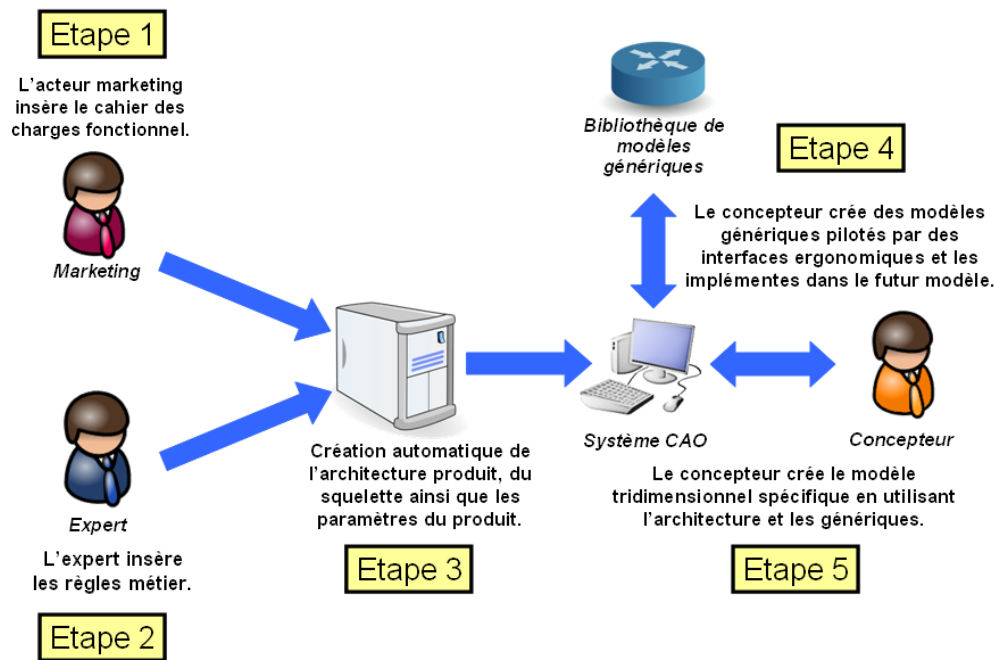 Etape 1
L'acteur marketing
insère le cahier des
charges fonctionnel.
Marketing
Expert
L'expert insère
les règles métier.
Etape 2
Création automatique de
l'architecture produit, du
squelette ainsi que les
paramètres du produit.
Etape 3
Bibliothèque de
modèles
génériques
Etape 4
Le concepteur crée des modèles
génériques pilotés par des
interfaces ergonomiques et les
implémentes dans le futur modèle.
Système CAO
Concepteur
Le concepteur crée le modèle
tridimensionnel spécifique en utilisant
l'architecture et les génériques.
Etape 5